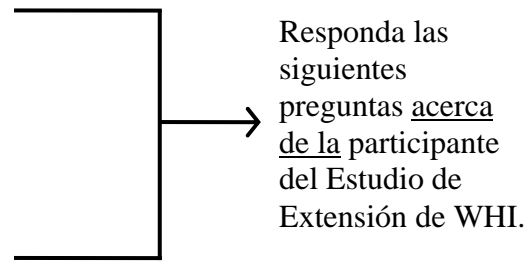 Responda las
siguientes
preguntas acerca
de la participante
del Estudio de
Extensión de WHI.